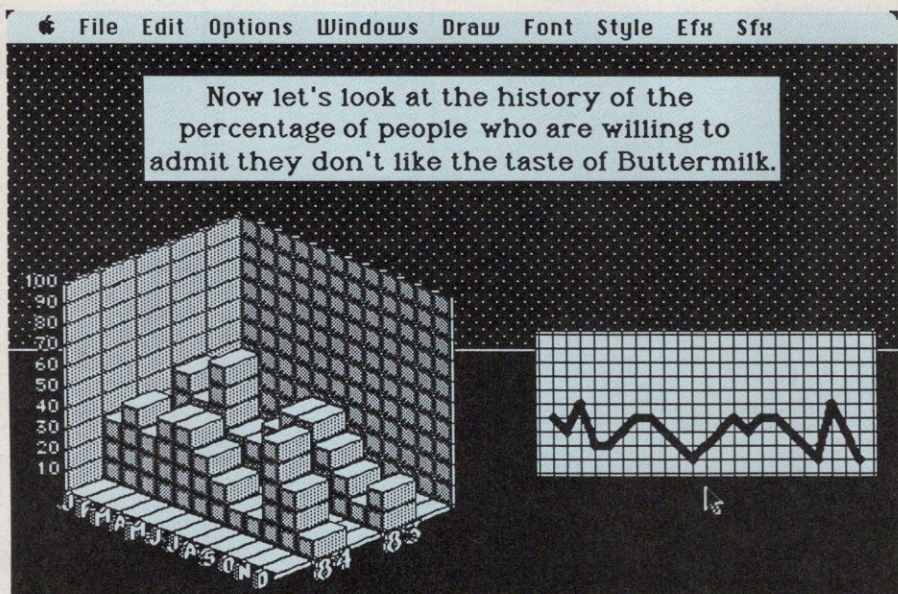 File Edit Options Windows Draw Font Style Efx Sfx
Now let's look at the history of the
percentage of people who are willing to
admit they don't like the taste of Buttermilk.
100
90
80
70
60
50
40
30
20
10
J F M A M J J A S O N D
84 83